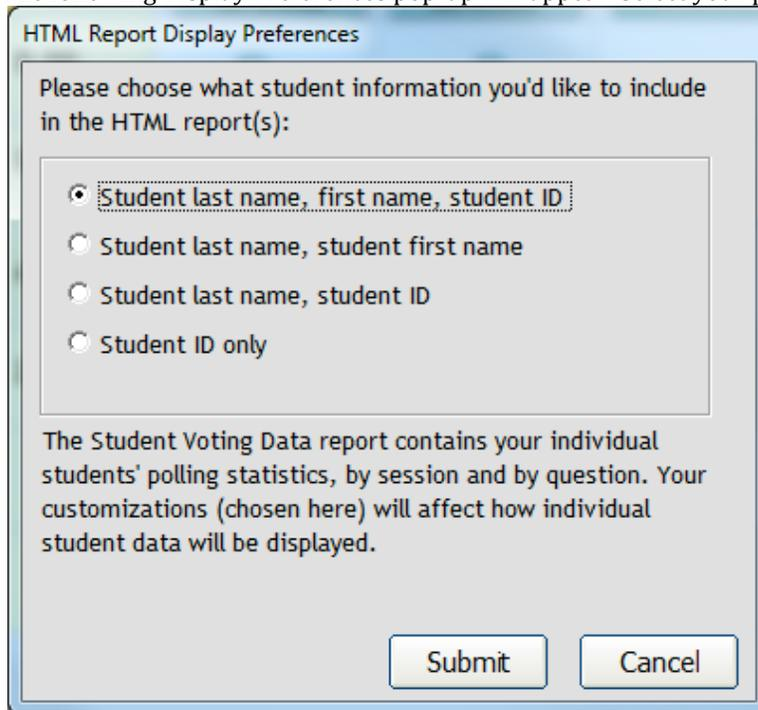 HTML Report Display Preferences
Please choose what student information you'd like to include
in the HTML report(s):
Student last name, first name, student ID
Student last name, student first name
Student last name, student ID
Student ID only
The Student Voting Data report contains your individual
students' polling statistics, by session and by question. Your
customizations (chosen here) will affect how individual
student data will be displayed.
Submit Cancel